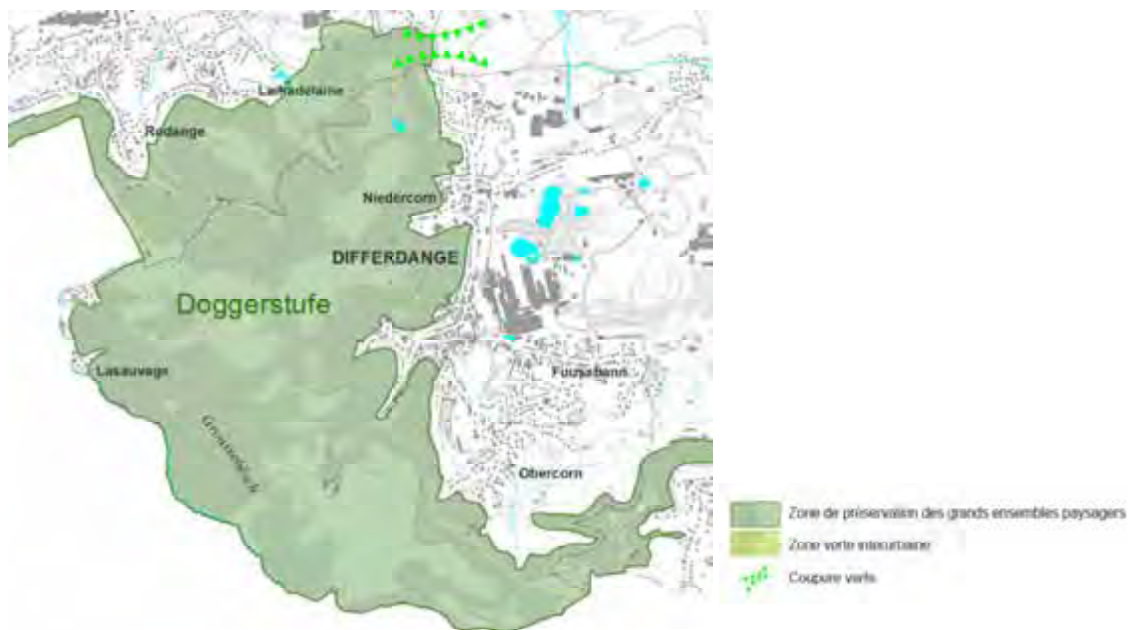 Lamadelaine
Rodange
Niedercorn
DIFFERDANGE
Doggerstufe
Lasauvage
Fuusabann
Obercorn
Zone de préservation des grands ensembles paysagers
Zone verte interurbaine
Coupure verte